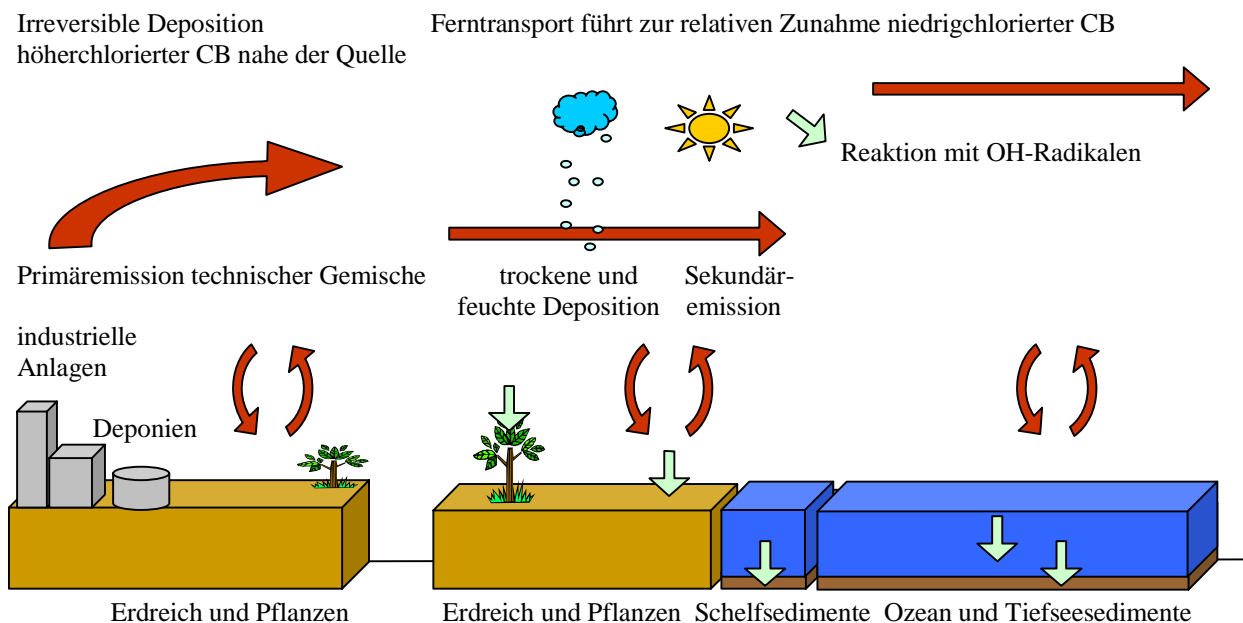 Irreversible Deposition
höherchlorierter CB nahe der Quelle
Ferntransport führt zur relativen Zunahme niedrigchlorierter CB
Reaktion mit OH-Radikalen
Primäremission technischer Gemische
trockene und
feuchte Deposition
Sekundär-
emission
industrielle
Anlagen
Deponien
Erdreich und Pflanzen
Erdreich und Pflanzen
Schelfsedimente
Ozean und Tiefseesedimente